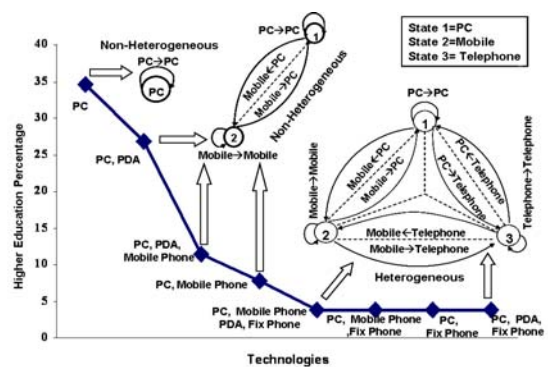 State 1=PC
State 2=Mobile
State 3= Telephone
Non-Heterogeneous
PC→PC
PC
PC→PC
1
Mobile←PC
Mobile→PC
Non-Heterogeneous
2
Mobile→Mobile
PC→PC
1
Mobile→Mobile
Mobile←PC
Mobile→PC
PC←Telephone
PC→Telephone
Telephone→Telephone
2
3
Mobile←Telephone
Mobile→Telephone
Heterogeneous
Higher Education Percentage
40
35
30
25
20
15
10
5
0
PC
PC, PDA
PC, PDA,
Mobile Phone
PC, Mobile Phone
PC, Mobile Phone
PDA, Fix Phone
PC, Mobile Phone
,Fix Phone
PC,
Fix Phone
PC, PDA,
Fix Phone
Technologies